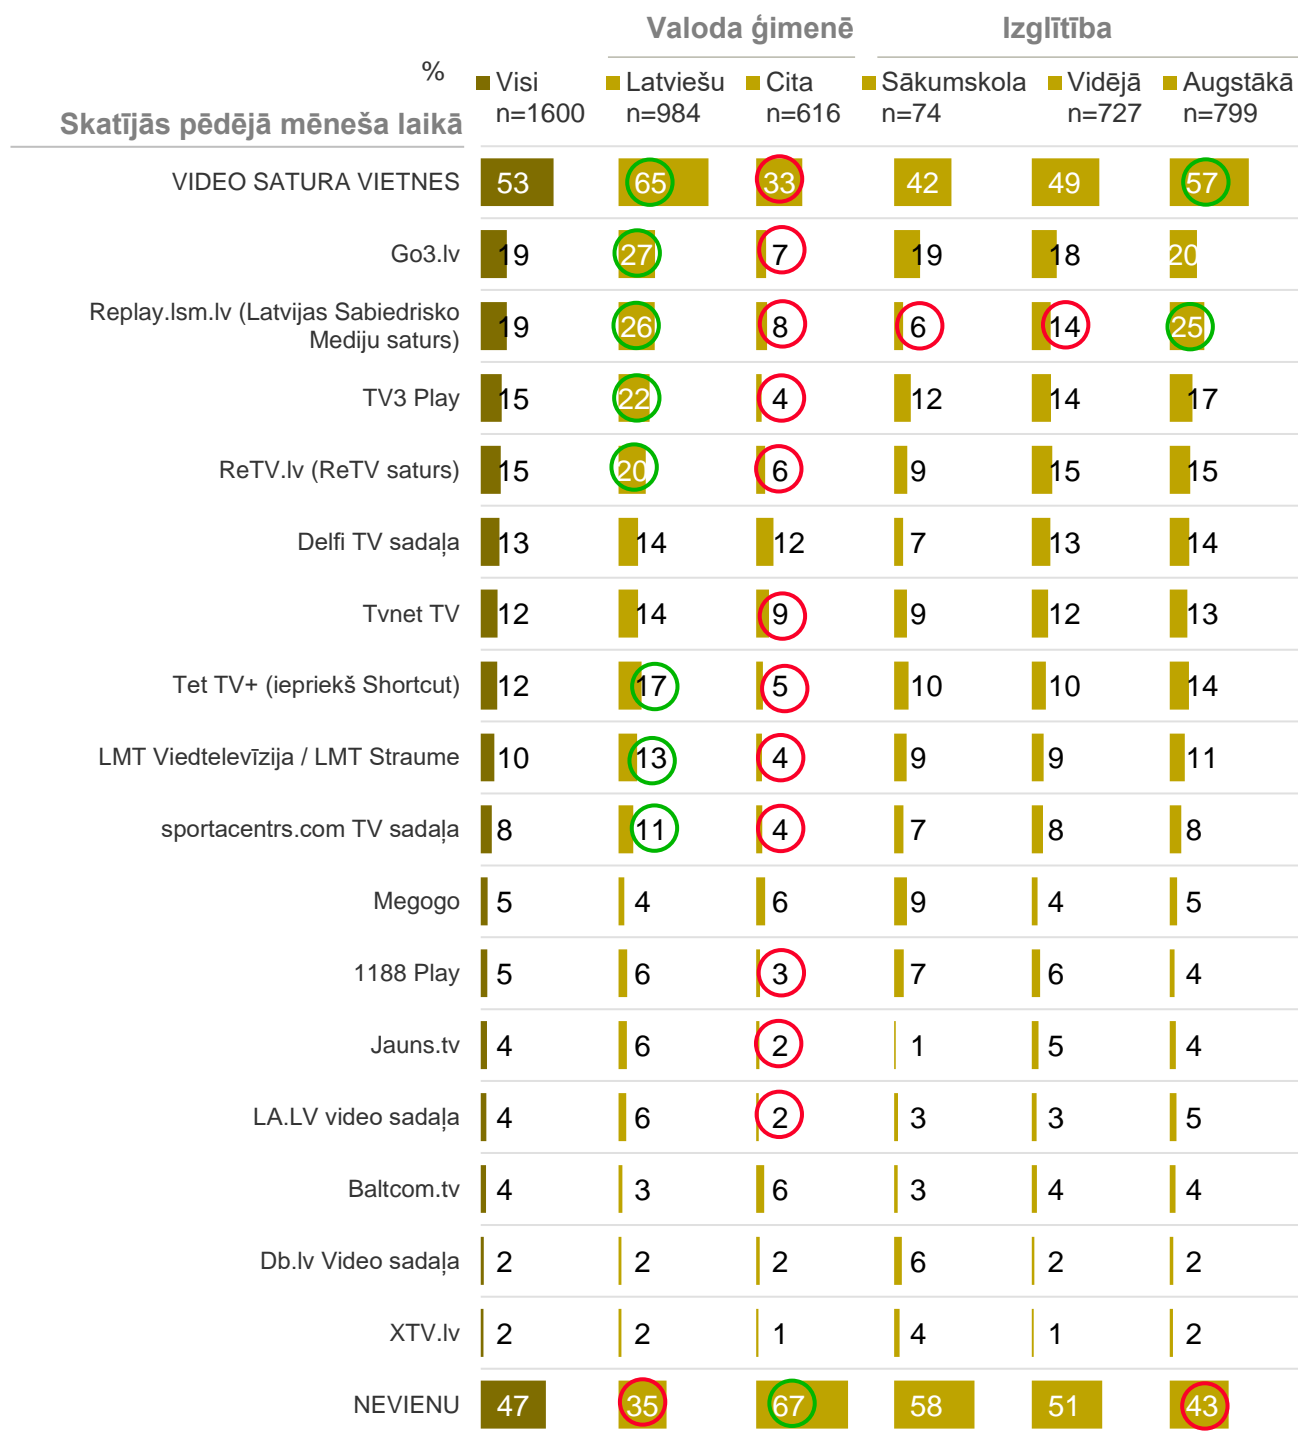 Valoda ģimenē Izglītība
% Visi Latviešu Cita Sākumskola Vidējā Augstākā
n=1600 n=984 n=616 n=74 n=727 n=799
Skatījās pēdējā mēneša laikā
VIDEO SATURA VIETNES 53 65 33 42 49 57
Go3.lv 19 27 7 19 18 20
Replay.lsm.lv (Latvijas Sabiedrisko
Mediju saturs) 19 26 8 6 14 25
TV3 Play 15 22 4 12 14 17
ReTV.lv (ReTV saturs) 15 20 6 9 15 15
Delfi TV sadaļa 13 14 12 7 13 14
Tvnet TV 12 14 9 9 12 13
Tet TV+ (iepriekš Shortcut) 12 17 5 10 10 14
LMT Viedtelevīzija / LMT Straume 10 13 4 9 9 11
sportacentrs.com TV sadaļa 8 11 4 7 8 8
Megogo 5 4 6 9 4 5
1188 Play 5 6 3 7 6 4
Jauns.tv 4 6 2 1 5 4
LA.LV video sadaļa 4 6 2 3 3 5
Baltcom.tv 4 3 6 3 4 4
Db.lv Video sadaļa 2 2 2 6 2 2
XTV.lv 2 2 1 4 1 2
NEVIENU 47 35 67 58 51 43